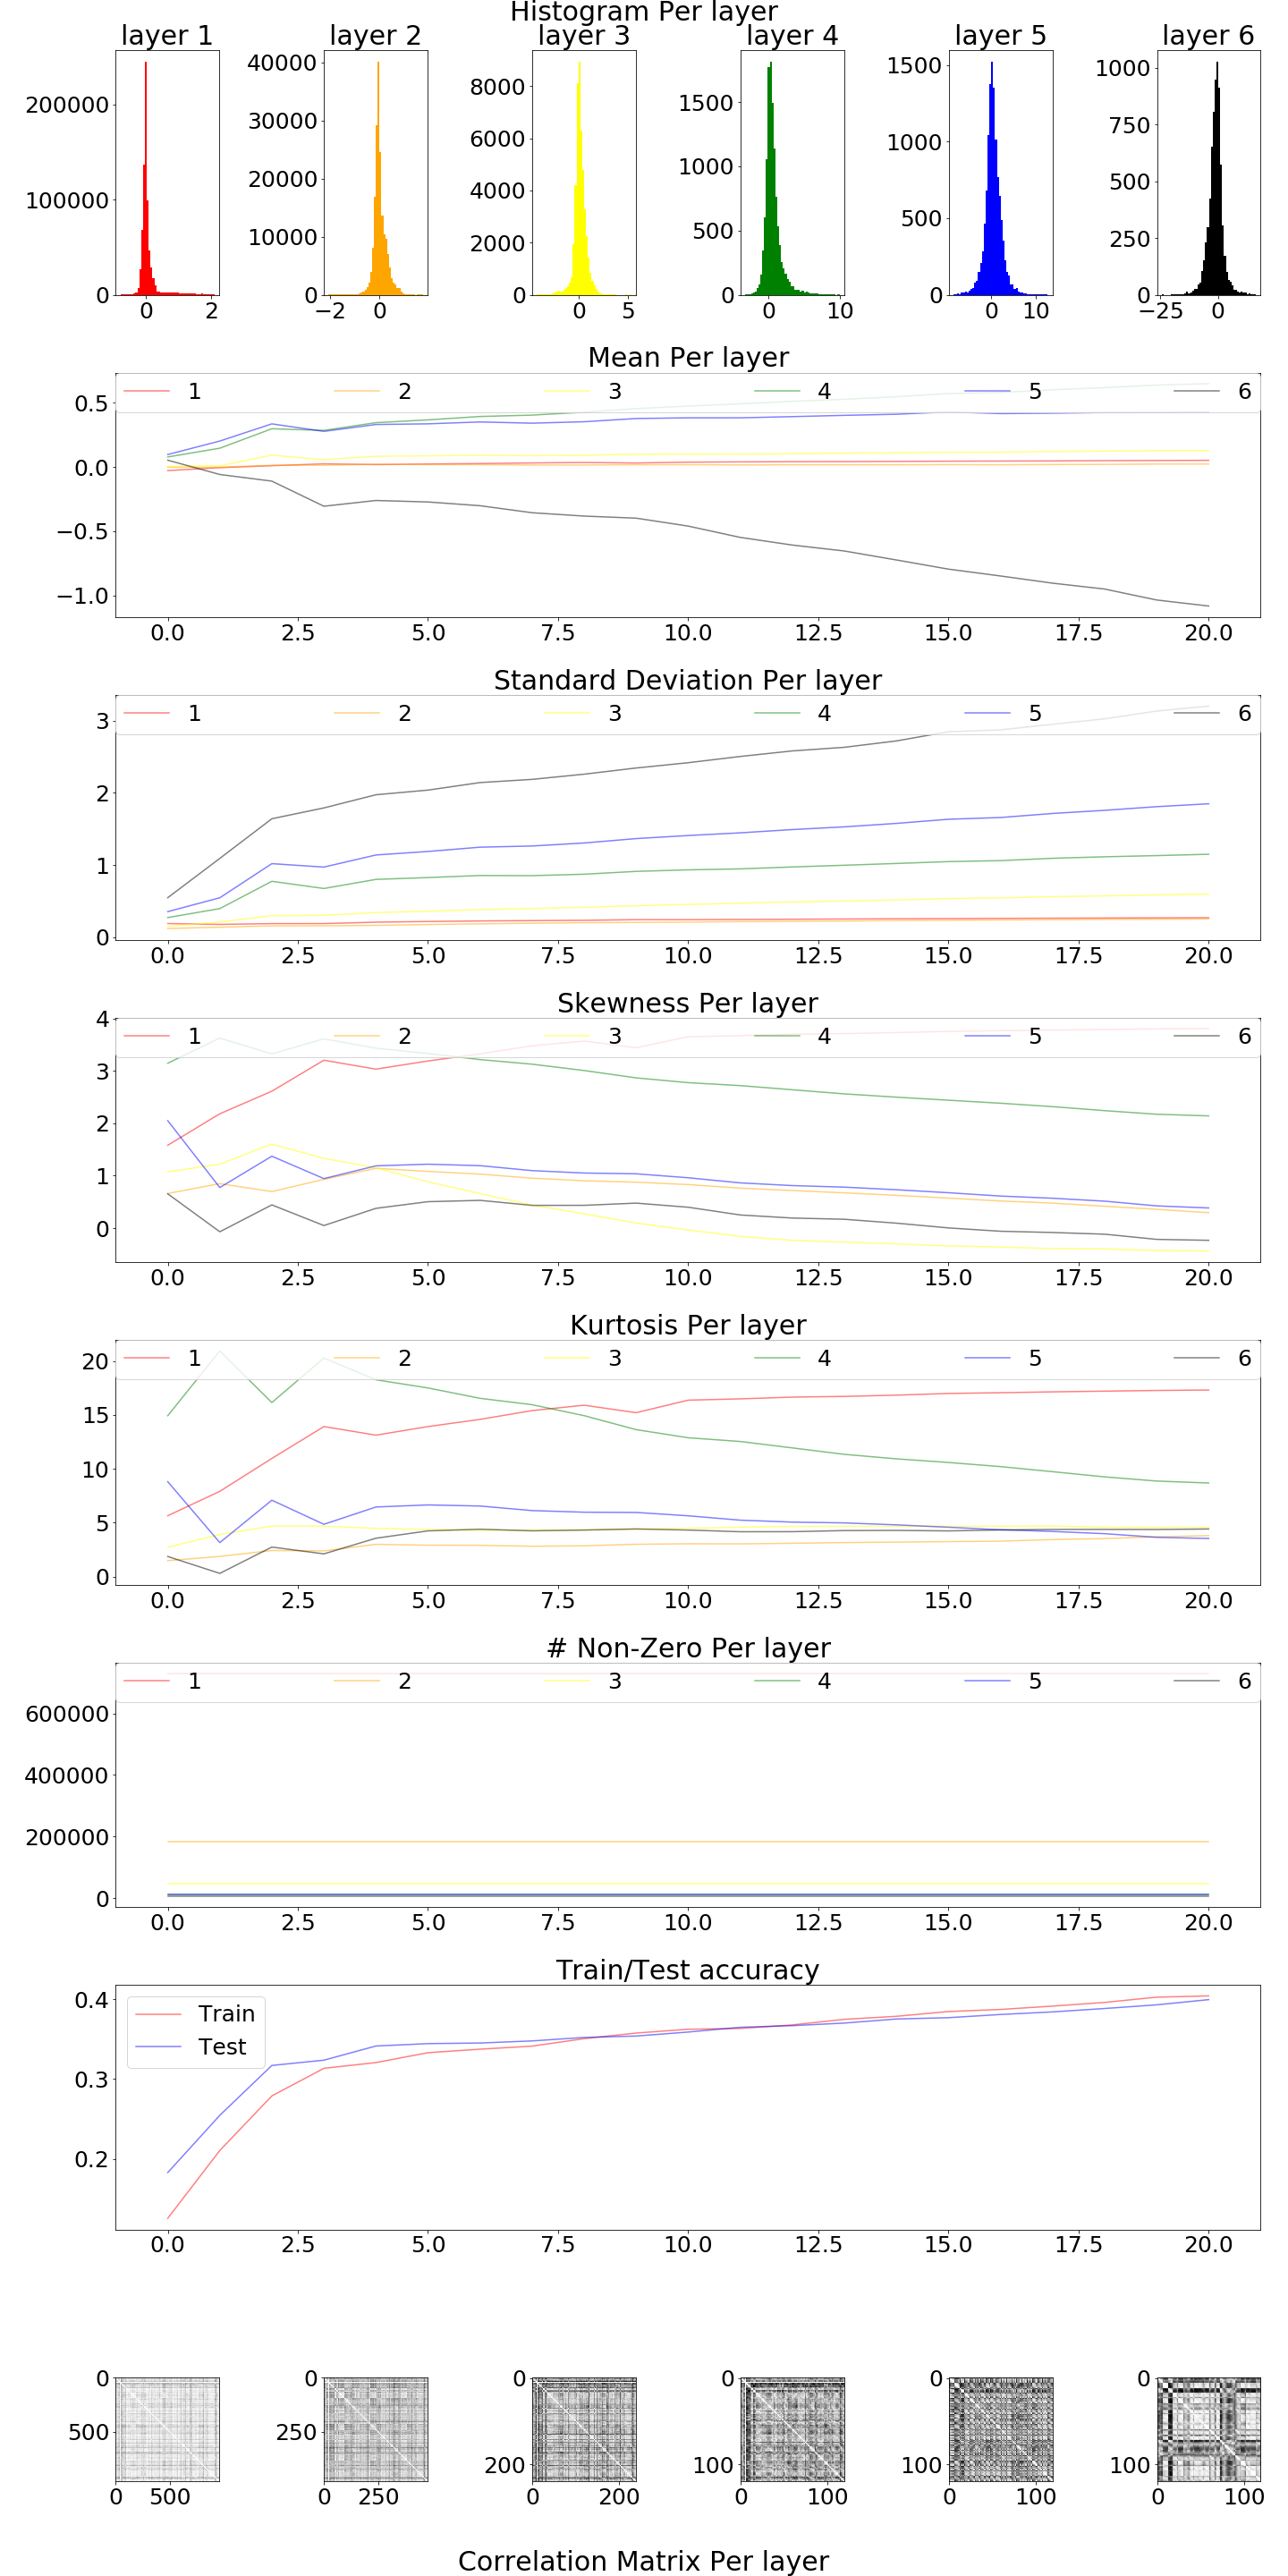 Histogram Per layer
layer 1 layer 2 layer 3 layer 4 layer 5 layer 6
200000 100000 0 0 2
40000 30000 20000 10000 0 −2 0
8000 6000 4000 2000 0 0 5
1500 1000 500 0 0 10
1500 1000 500 0 0 10
1000 750 500 250 0 −25 0
Mean Per layer
1 2 3 4 5 6
0.5
0.0
−0.5
−1.0
0.0 2.5 5.0 7.5 10.0 12.5 15.0 17.5 20.0
Standard Deviation Per layer
1 2 3 4 5 6
3
2
1
0
0.0 2.5 5.0 7.5 10.0 12.5 15.0 17.5 20.0
Skewness Per layer
4
1 2 3 4 5 6
3
2
1
0
0.0 2.5 5.0 7.5 10.0 12.5 15.0 17.5 20.0
Kurtosis Per layer
20
1 2 3 4 5 6
15
10
5
0
0.0 2.5 5.0 7.5 10.0 12.5 15.0 17.5 20.0
# Non-Zero Per layer
1 2 3 4 5 6
600000
400000
200000
0
0.0 2.5 5.0 7.5 10.0 12.5 15.0 17.5 20.0
Train/Test accuracy
0.4
Train
Test
0.3
0.2
0.0 2.5 5.0 7.5 10.0 12.5 15.0 17.5 20.0
0 500 0 500
0 250 0 250
0 200 0 200
0 100 0 100
0 100 0 100
0 100 0 100
Correlation Matrix Per layer